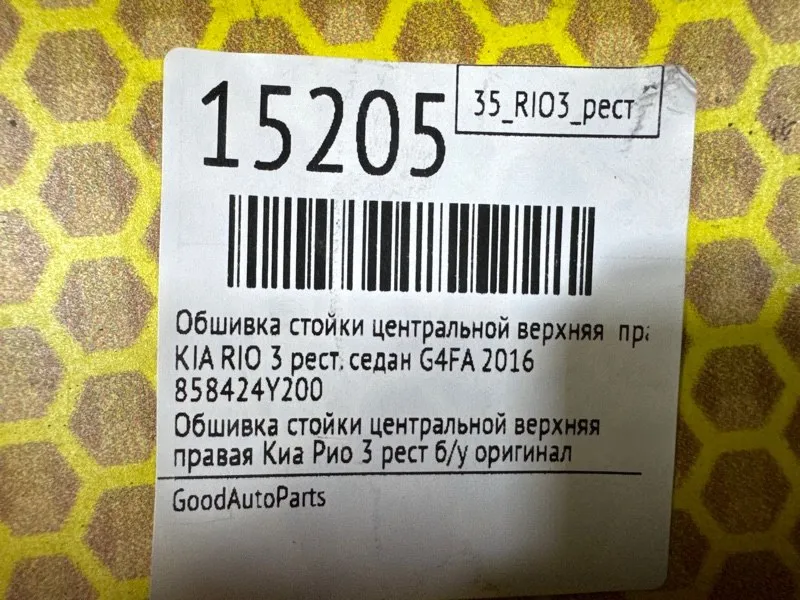 15205
35_RIO3_рест
Обшивка стойки центральной верхняя
KIA RIO 3 рест. седан G4FA 2016
858424Y200
Обшивка стойки центральной верхняя
правая Киа Рио 3 рест б/у оригинал
GoodAutoParts